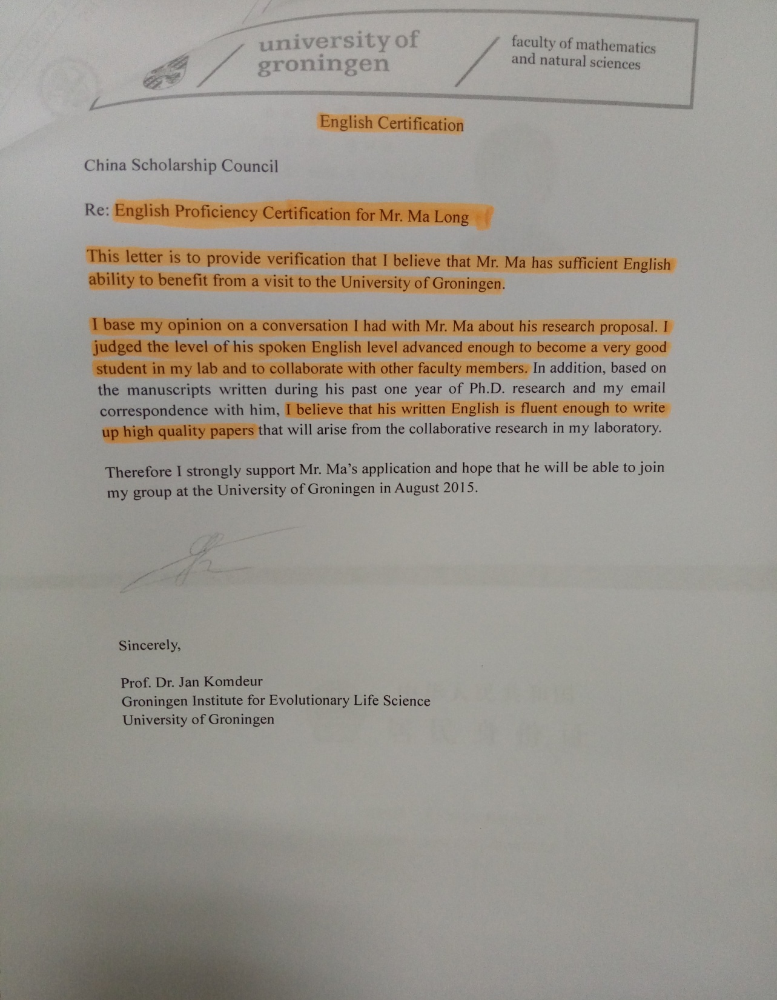 university of
groningen
faculty of mathematics
and natural sciences
English Certification
China Scholarship Council
Re: English Proficiency Certification for Mr. Ma Long
This letter is to provide verification that I believe that Mr. Ma has sufficient English
ability to benefit from a visit to the University of Groningen.
I base my opinion on a conversation I had with Mr. Ma about his research proposal. I
judged the level of his spoken English level advanced enough to become a very good
student in my lab and to collaborate with other faculty members. In addition, based on
the manuscripts written during his past one year of Ph.D. research and my email
correspondence with him, I believe that his written English is fluent enough to write
up high quality papers that will arise from the collaborative research in my laboratory.
Therefore I strongly support Mr. Ma's application and hope that he will be able to join
my group at the University of Groningen in August 2015.
Sincerely,
Prof. Dr. Jan Komdeur
Groningen Institute for Evolutionary Life Science
University of Groningen